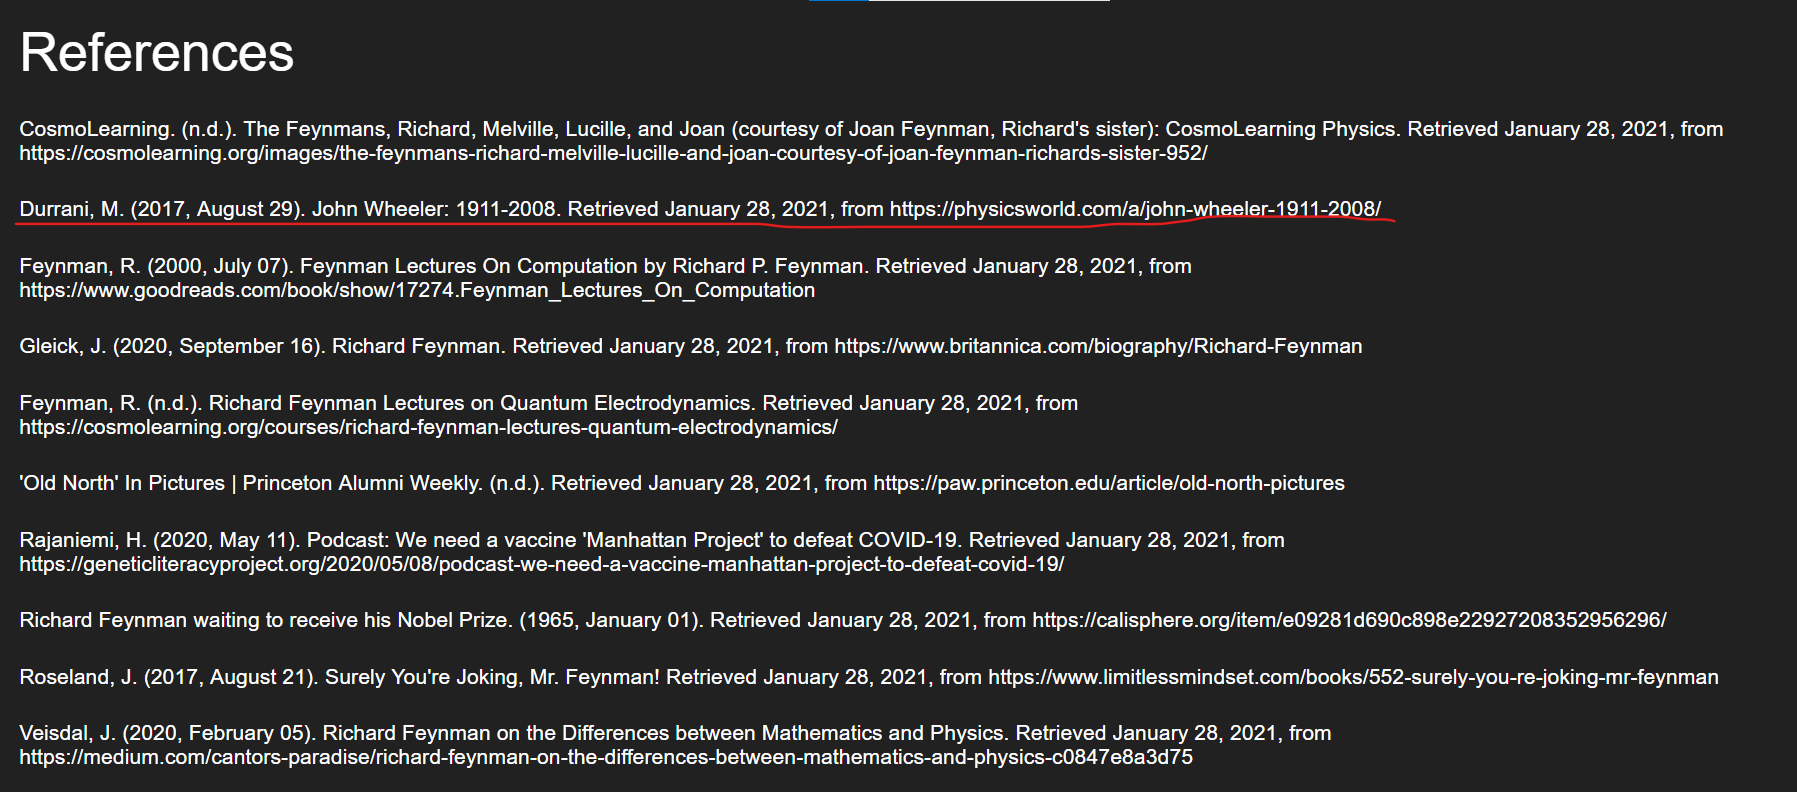 References
CosmoLearning. (n.d.). The Feynmans, Richard, Melville, Lucille, and Joan (courtesy of Joan Feynman, Richard's sister): CosmoLearning Physics. Retrieved January 28, 2021, from
https://cosmolearning.org/images/the-feynmans-richard-melville-lucille-and-joan-courtesy-of-joan-feynman-richards-sister-952/
Durrani, M. (2017, August 29). John Wheeler: 1911-2008. Retrieved January 28, 2021, from https://physicsworld.com/a/john-wheeler-1911-2008/
Feynman, R. (2000, July 07). Feynman Lectures On Computation by Richard P. Feynman. Retrieved January 28, 2021, from
https://www.goodreads.com/book/show/17274.Feynman_Lectures_On_Computation
Gleick, J. (2020, September 16). Richard Feynman. Retrieved January 28, 2021, from https://www.britannica.com/biography/Richard-Feynman
Feynman, R. (n.d.). Richard Feynman Lectures on Quantum Electrodynamics. Retrieved January 28, 2021, from
https://cosmolearning.org/courses/richard-feynman-lectures-quantum-electrodynamics/
'Old North' In Pictures | Princeton Alumni Weekly. (n.d.). Retrieved January 28, 2021, from https://paw.princeton.edu/article/old-north-pictures
Rajaniemi, H. (2020, May 11). Podcast: We need a vaccine 'Manhattan Project' to defeat COVID-19. Retrieved January 28, 2021, from
https://geneticliteracyproject.org/2020/05/08/podcast-we-need-a-vaccine-manhattan-project-to-defeat-covid-19/
Richard Feynman waiting to receive his Nobel Prize. (1965, January 01). Retrieved January 28, 2021, from https://calisphere.org/item/e09281d690c898e22927208352956296/
Roseland, J. (2017, August 21). Surely You're Joking, Mr. Feynman! Retrieved January 28, 2021, from https://www.limitlessmindset.com/books/552-surely-you-re-joking-mr-feynman
Veisdal, J. (2020, February 05). Richard Feynman on the Differences between Mathematics and Physics. Retrieved January 28, 2021, from
https://medium.com/cantors-paradise/richard-feynman-on-the-differences-between-mathematics-and-physics-c0847e8a3d75